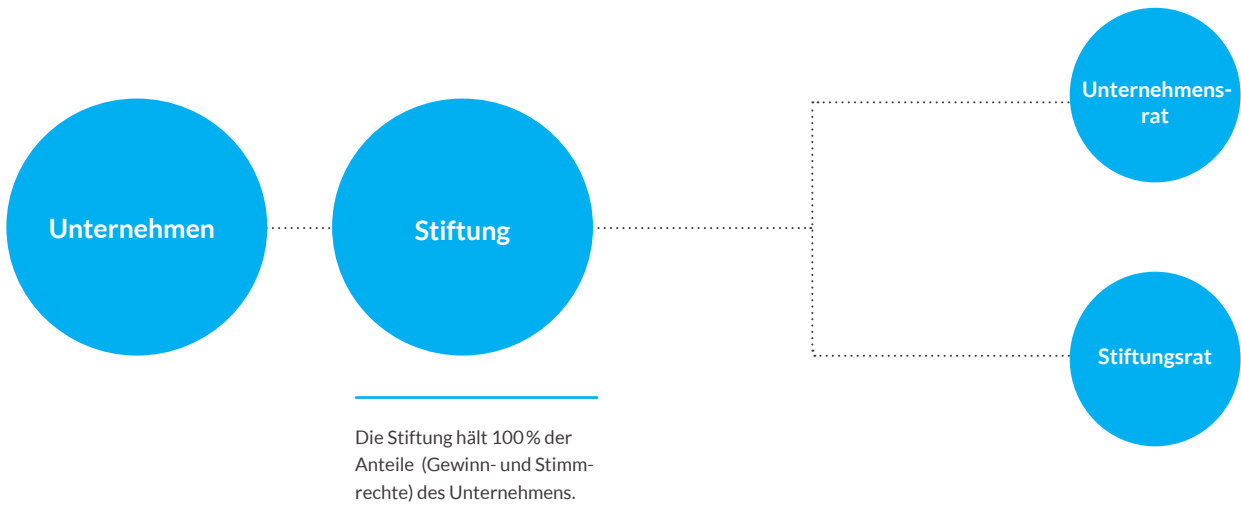 Unternehmens-
rat
Unternehmen
Stiftung
Stiftungsrat
Die Stiftung hält 100 % der
Anteile (Gewinn- und Stimm-
rechte) des Unternehmens.